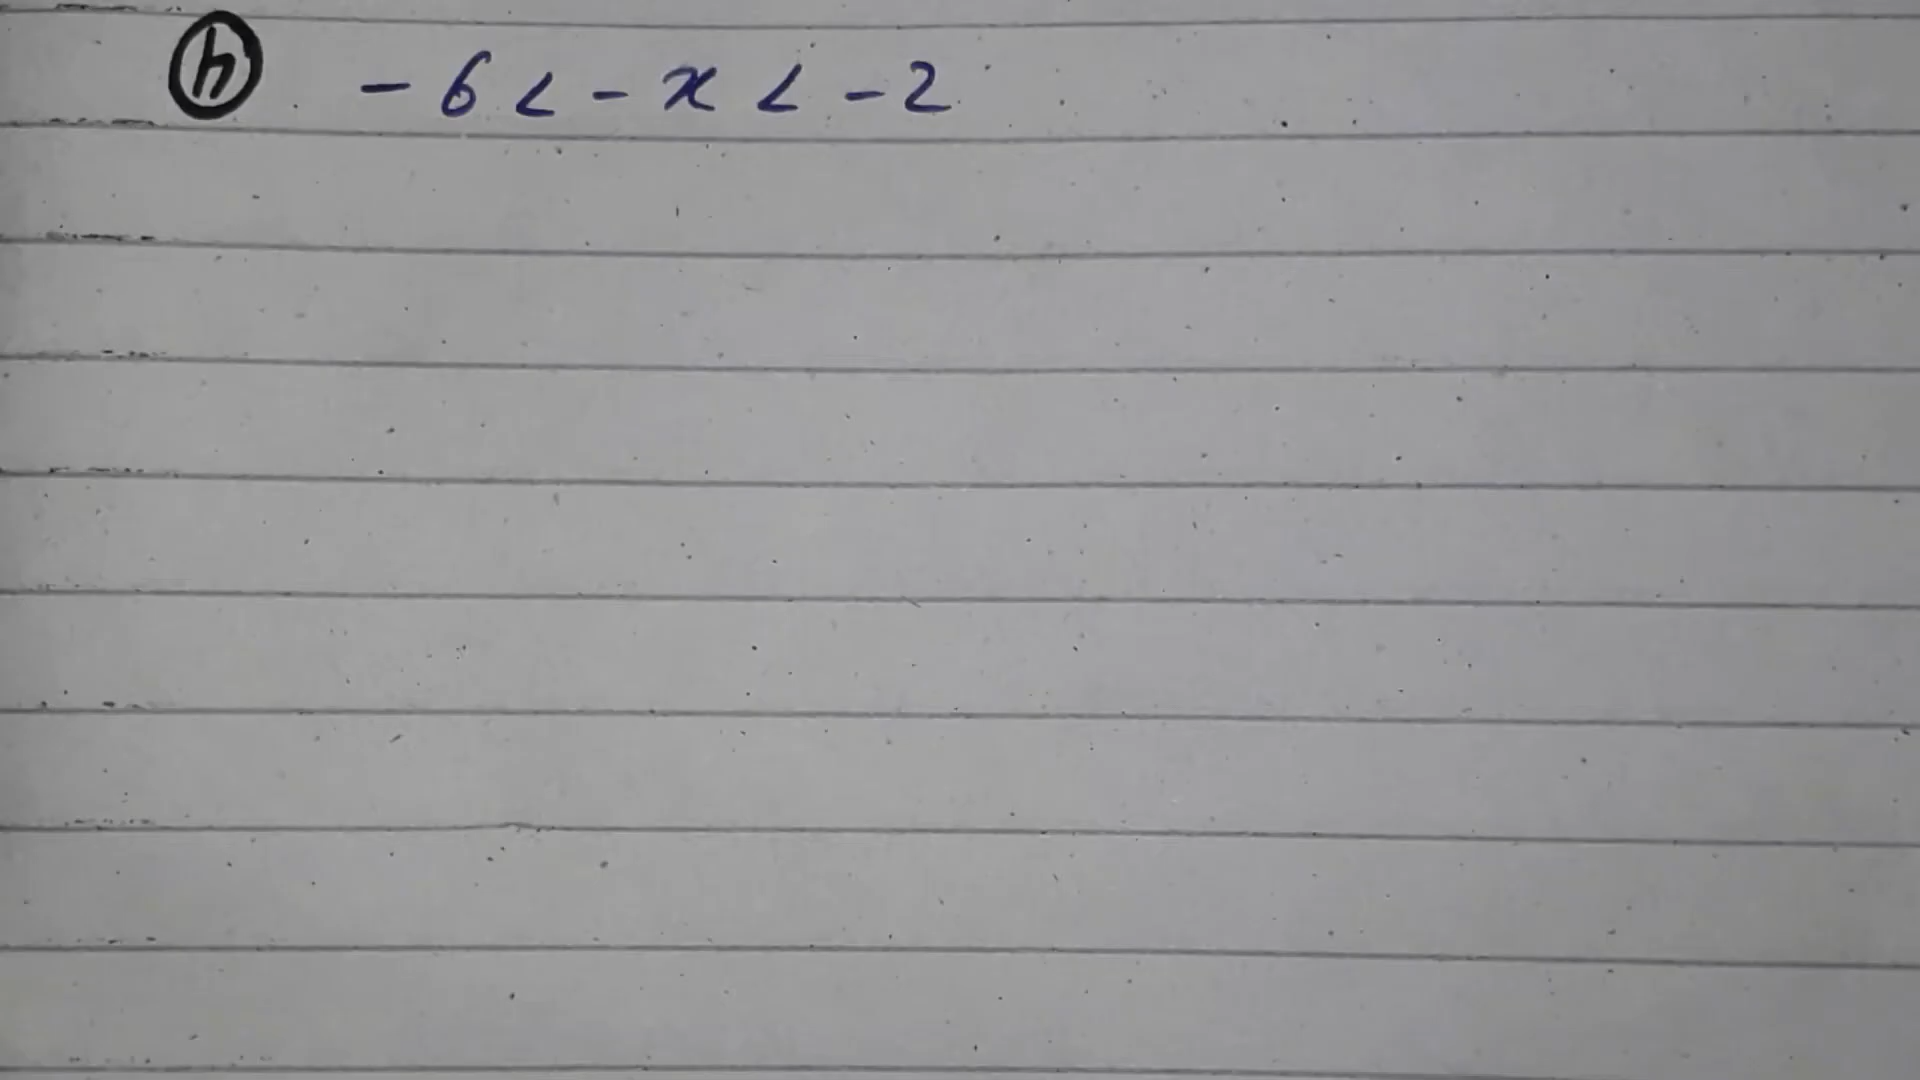 (h) - 6 < - x < - 2